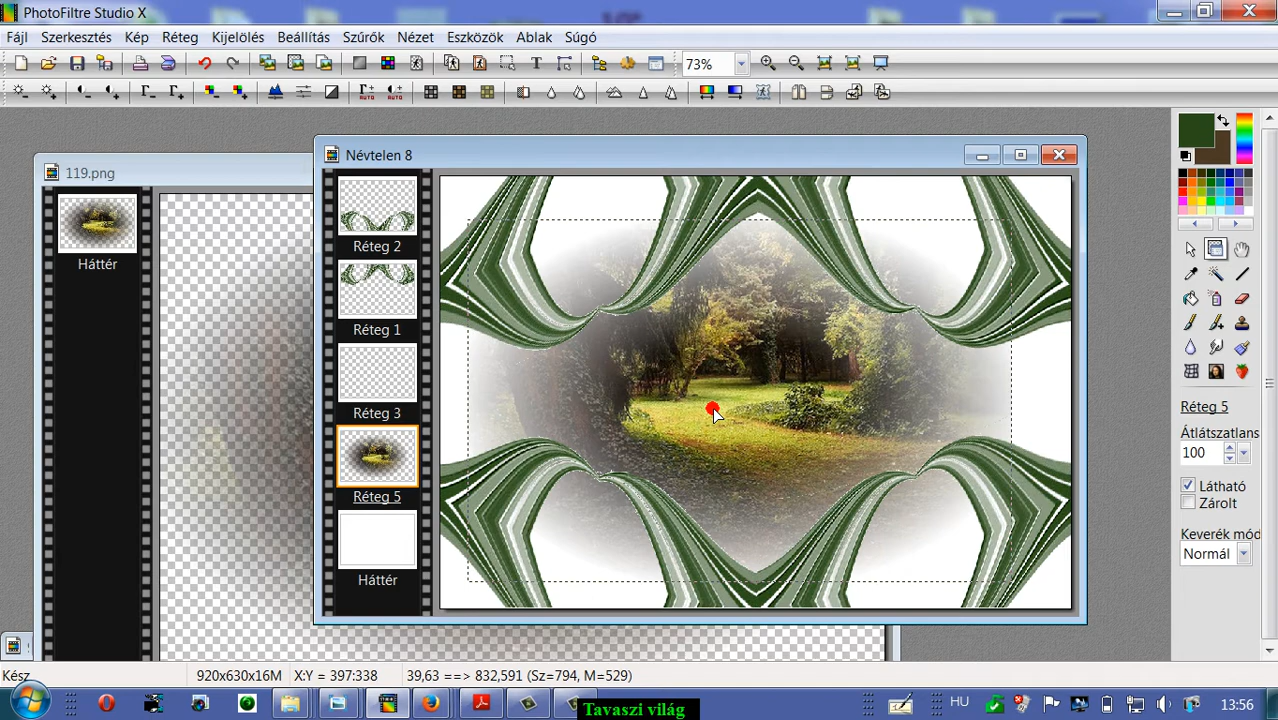 PhotoFiltre Studio X
Fájl Szerkesztés Kép Réteg Kijelölés Beállítás Szűrők Nézet Eszközök Ablak Súgó
73%
AUTO AUTO
119.png
Háttér
Névtelen 8
Réteg 2
Réteg 1
Réteg 3
Réteg 5
Háttér
Réteg 5
Átlátszatlans
100
Látható
Zárolt
Keverék mód
Normál
Kész 920x630x16M X:Y = 397:338 39,63 ==> 832,591 (Sz=794, M=529)
HU 13:56
Tavaszi világ